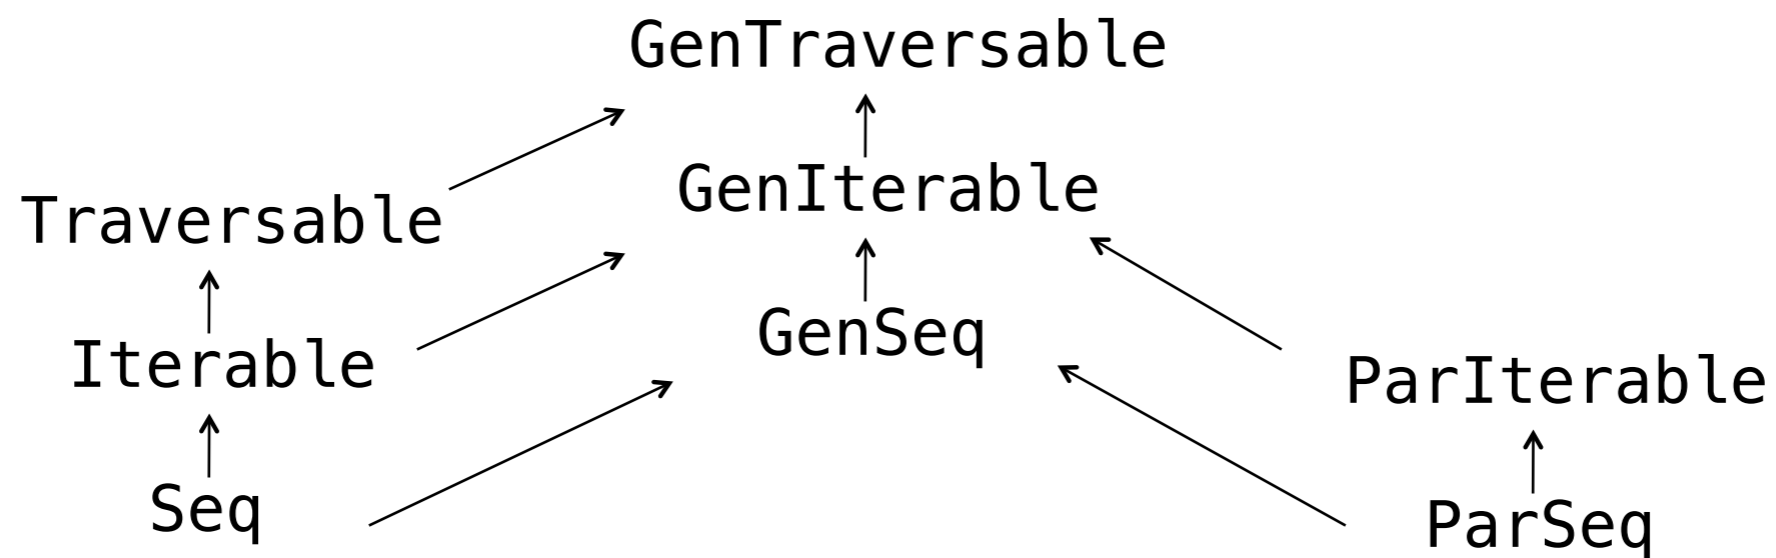 GenTraversable
GenIterable
Traversable
GenSeq
Iterable
ParIterable
Seq
ParSeq